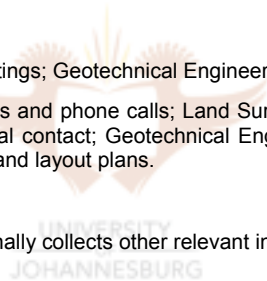 tings; Geotechnical Engineer
s and phone calls; Land Sur
al contact; Geotechnical Eng
and layout plans.
nally collects other relevant in
UNIVERSITY
JOHANNESBURG